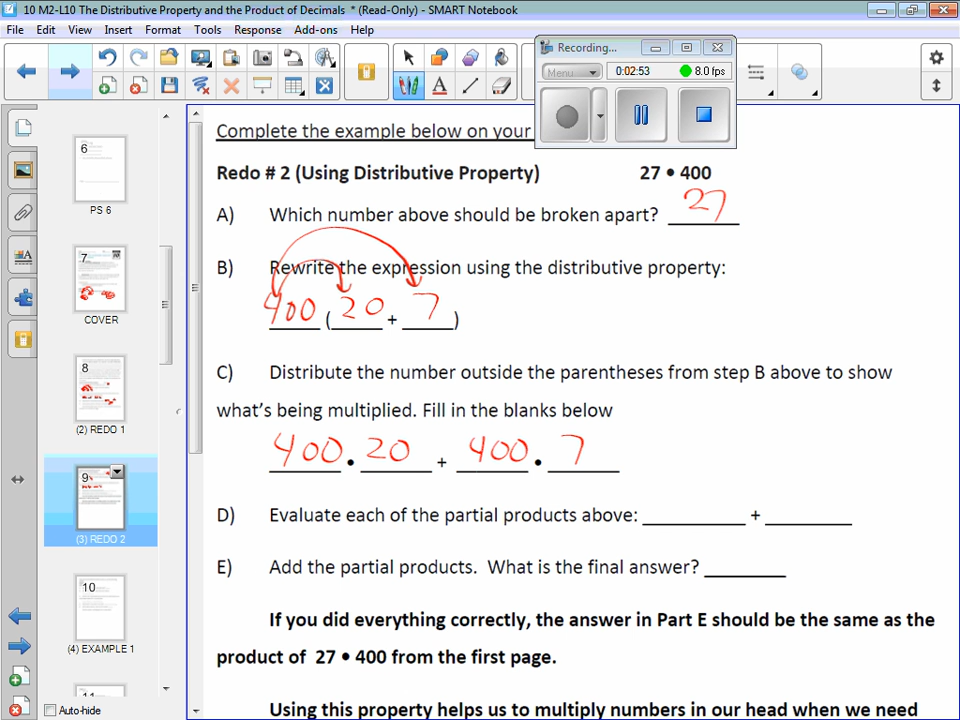 10 M2-L10 The Distributive Property and the Product of Decimals * (Read-Only) - SMART Notebook
File Edit View Insert Format Tools Response Add-ons Help
Recording...
Menu 0:02:53 8.0 fps
Complete the example below on your
Redo # 2 (Using Distributive Property) 27 • 400
A) Which number above should be broken apart? 27
B) Rewrite the expression using the distributive property:
400 (20 + 7)
C) Distribute the number outside the parentheses from step B above to show
what's being multiplied. Fill in the blanks below
400 • 20 + 400 • 7
D) Evaluate each of the partial products above: __________ + __________
E) Add the partial products. What is the final answer? ________
If you did everything correctly, the answer in Part E should be the same as the
product of 27 • 400 from the first page.
Using this property helps us to multiply numbers in our head when we need
6
PS 6
7
COVER
8
(2) REDO 1
9
(3) REDO 2
10
(4) EXAMPLE 1
11
Auto-hide